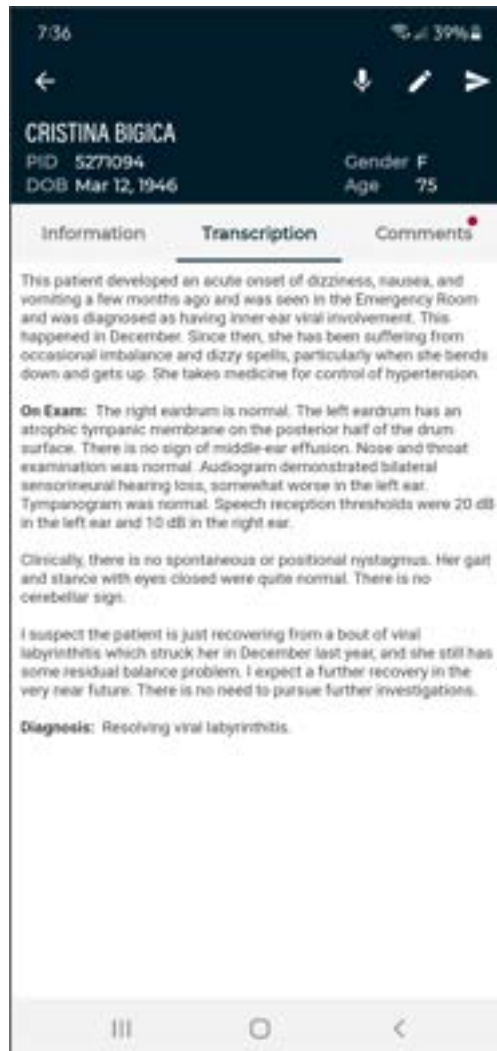 7:36 39%
CRISTINA BIGICA
PID 5271094 Gender F
DOB Mar 12, 1946 Age 75
Information Transcription Comments
This patient developed an acute onset of dizziness, nausea, and
vomiting a few months ago and was seen in the Emergency Room
and was diagnosed as having inner-ear viral involvement. This
happened in December. Since then, she has been suffering from
occasional imbalance and dizzy spells, particularly when she bends
down and gets up. She takes medicine for control of hypertension.
On Exam: The right eardrum is normal. The left eardrum has an
atrophic tympanic membrane on the posterior half of the drum
surface. There is no sign of middle-ear effusion. Nose and throat
examination was normal. Audiogram demonstrated bilateral
sensorineural hearing loss, somewhat worse in the left ear.
Tympanogram was normal. Speech reception thresholds were 20 dB
in the left ear and 10 dB in the right ear.
Clinically, there is no spontaneous or positional nystagmus. Her gait
and stance with eyes closed were quite normal. There is no
cerebellar sign.
I suspect the patient is just recovering from a bout of viral
labyrinthitis which struck her in December last year, and she still has
some residual balance problem. I expect a further recovery in the
very near future. There is no need to pursue further investigations.
Diagnosis: Resolving viral labyrinthitis.